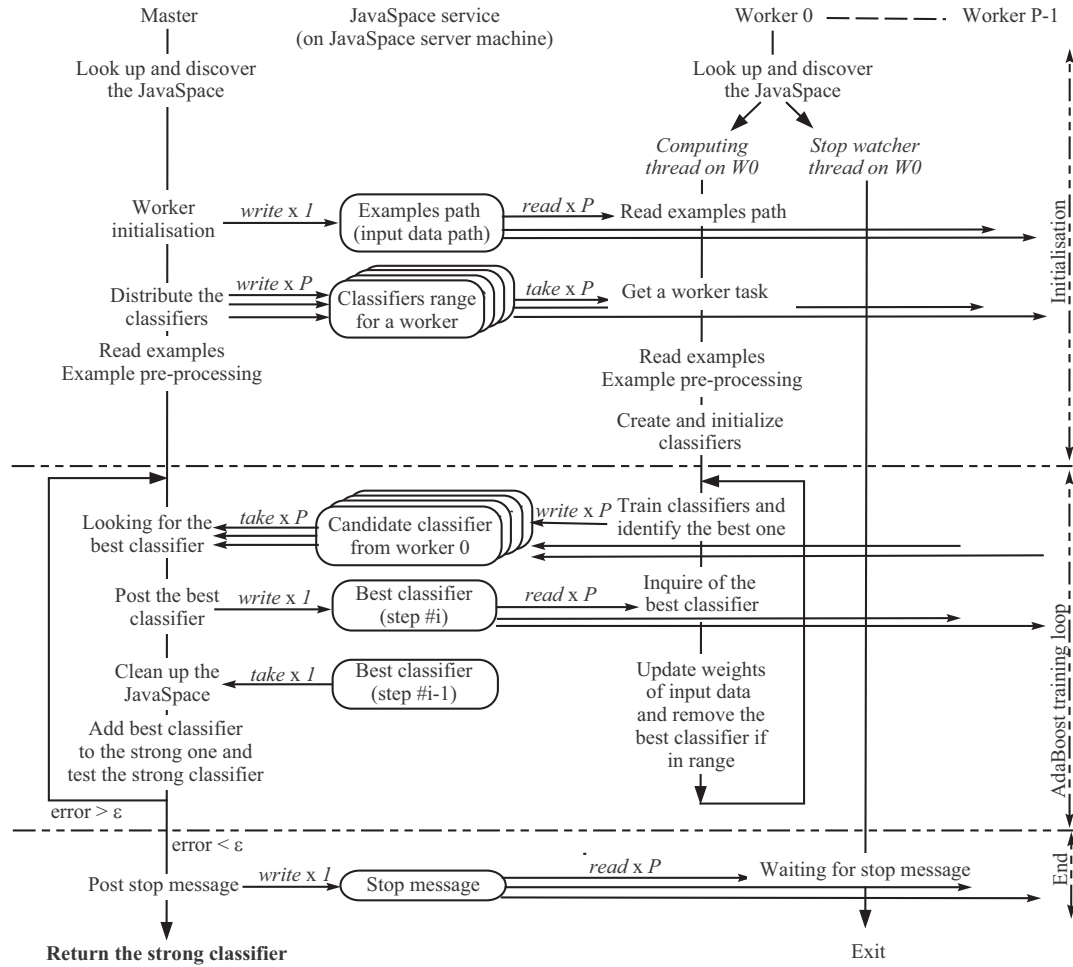 Master
JavaSpace service
(on JavaSpace server machine)
Worker 0
Worker P-1
Look up and discover
the JavaSpace
Look up and discover
the JavaSpace
Computing
thread on W0
Stop watcher
thread on W0
Worker
initialisation
write x 1
Examples path
(input data path)
read x P
Read examples path
Distribute the
classifiers
write x P
Classifiers range
for a worker
take x P
Get a worker task
Read examples
Example pre-processing
Read examples
Example pre-processing
Create and initialize
classifiers
Initialisation
Looking for the
best classifier
take x P
Candidate classifier
from worker 0
write x P
Train classifiers and
identify the best one
Post the best
classifier
write x 1
Best classifier
(step #i)
read x P
Inquire of the
best classifier
Clean up the
JavaSpace
take x 1
Best classifier
(step #i-1)
Update weights
of input data
and remove the
best classifier if
in range
Add best classifier
to the strong one and
test the strong classifier
error > ε
AdaBoost training loop
error < ε
Post stop message
write x 1
Stop message
read x P
Waiting for stop message
End
Return the strong classifier
Exit